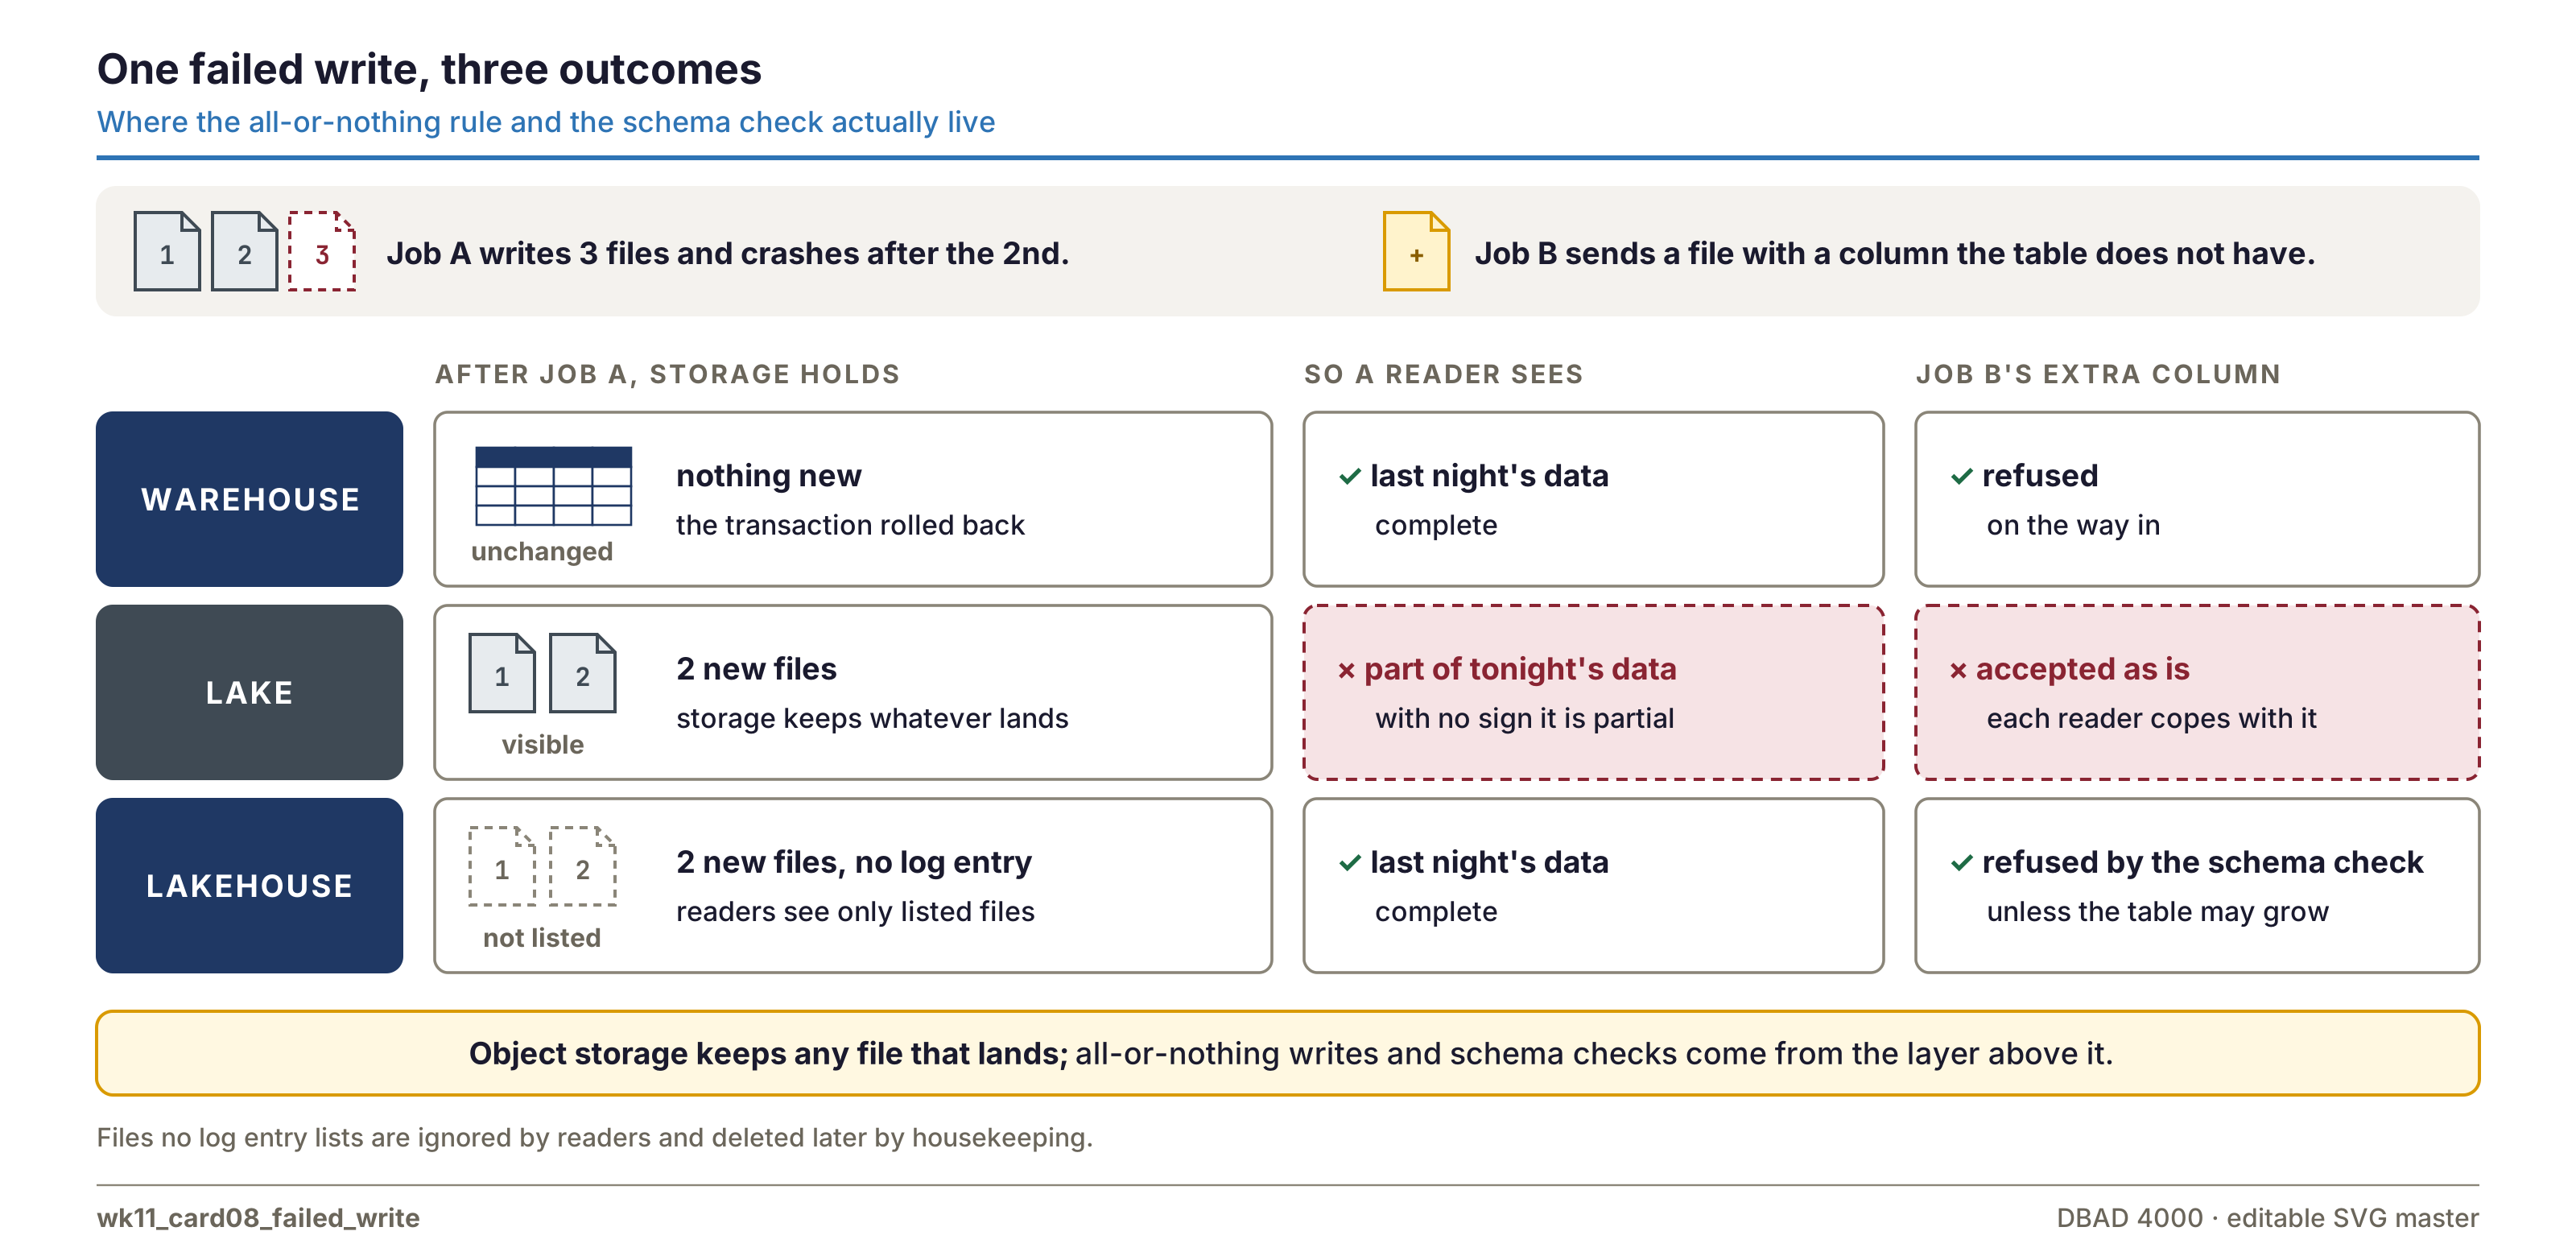 One failed write, three outcomes
Where the all-or-nothing rule and the schema check actually live
1 2 3 Job A writes 3 files and crashes after the 2nd.
+ Job B sends a file with a column the table does not have.
AFTER JOB A, STORAGE HOLDS
SO A READER SEES
JOB B'S EXTRA COLUMN
WAREHOUSE
unchanged
nothing new
the transaction rolled back
✓ last night's data
complete
✓ refused
on the way in
LAKE
1 2
visible
2 new files
storage keeps whatever lands
× part of tonight's data
with no sign it is partial
× accepted as is
each reader copes with it
LAKEHOUSE
1 2
not listed
2 new files, no log entry
readers see only listed files
✓ last night's data
complete
✓ refused by the schema check
unless the table may grow
Object storage keeps any file that lands; all-or-nothing writes and schema checks come from the layer above it.
Files no log entry lists are ignored by readers and deleted later by housekeeping.
wk11_card08_failed_write
DBAD 4000 · editable SVG master